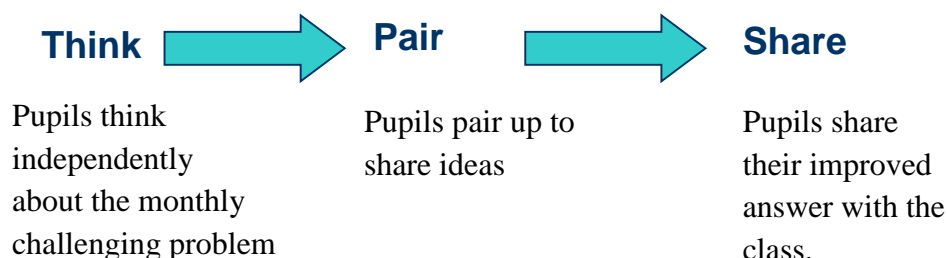 Think
Pair
Share
Pupils think
independently
about the monthly
challenging problem
Pupils pair up to
share ideas
Pupils share
their improved
answer with the
class.